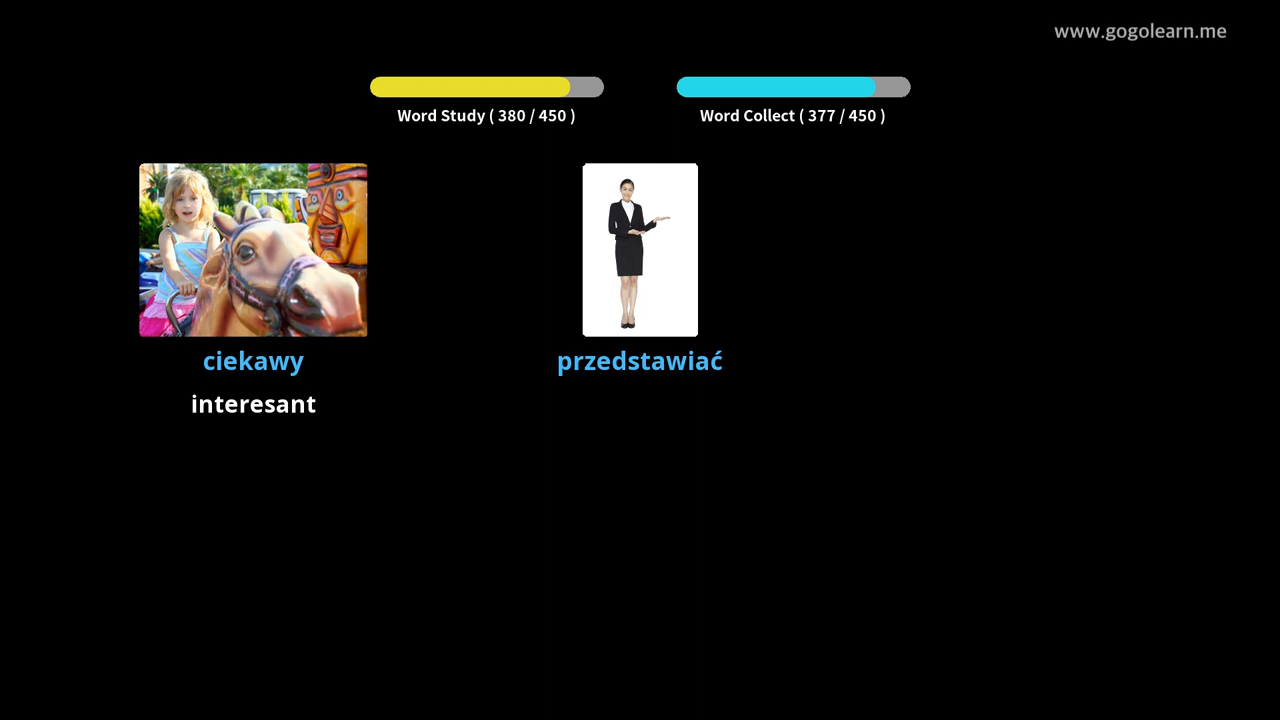 www.gogolearn.me
Word Study ( 380 / 450 )
Word Collect ( 377 / 450 )
ciekawy
przedstawiać
interesant